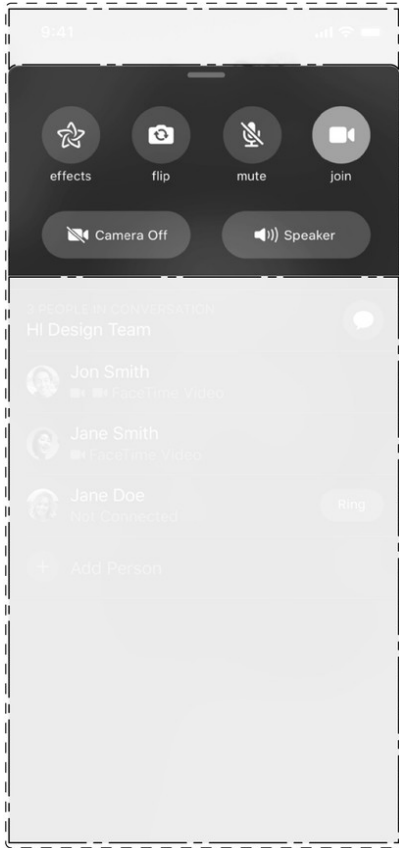 9:41
effects flip mute join
Camera Off Speaker
3 PEOPLE IN CONVERSATION
HI Design Team
Jon Smith
FaceTime Video
Jane Smith
FaceTime Video
Jane Doe
Not Connected
Ring
Add Person